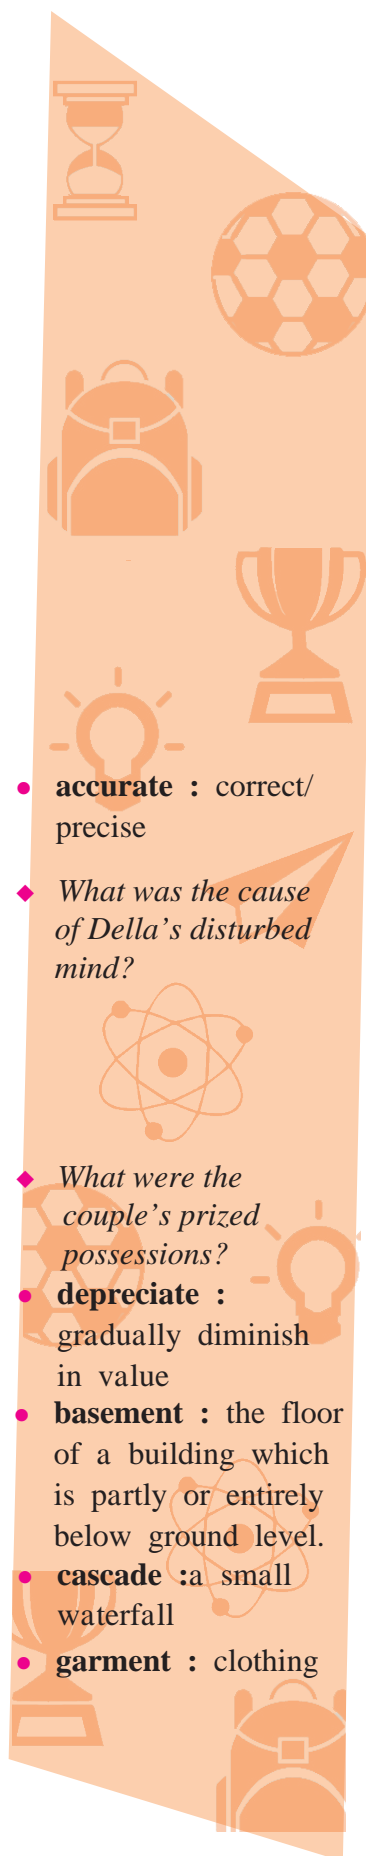 • accurate : correct/
precise
◆ What was the cause
of Della's disturbed
mind?
◆ What were the
couple's prized
possessions?
• depreciate :
gradually diminish
in value
• basement : the floor
of a building which
is partly or entirely
below ground level.
• cascade :a small
waterfall
• garment : clothing